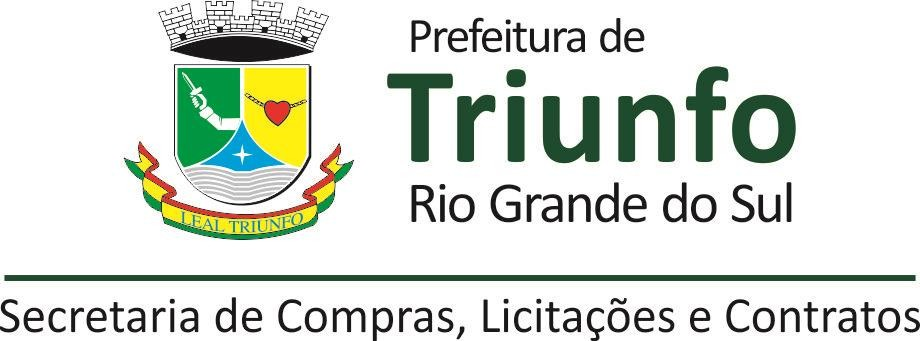 Prefeitura de
Triunfo
Rio Grande do Sul
LEAL TRIUNFO
Secretaria de Compras, Licitações e Contratos